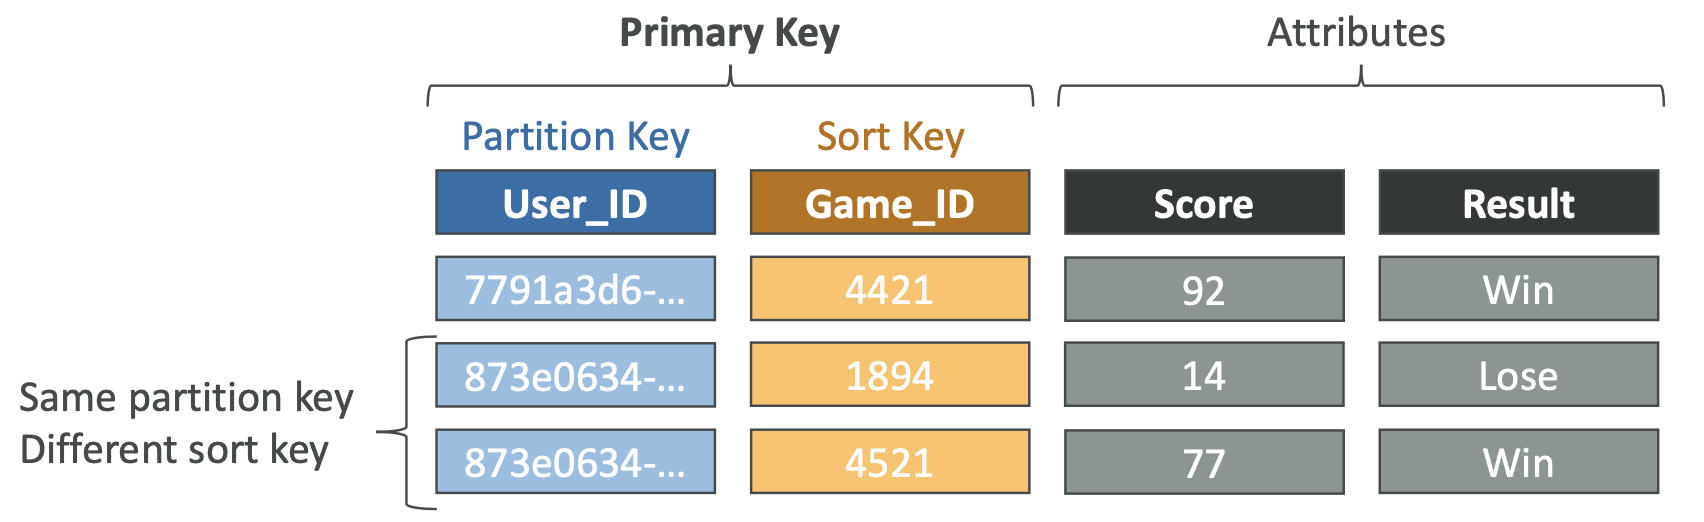 Primary Key
Attributes
Partition Key
Sort Key
User_ID
Game_ID
Score
Result
7791a3d6-...
4421
92
Win
Same partition key
Different sort key
873e0634-...
1894
14
Lose
873e0634-...
4521
77
Win